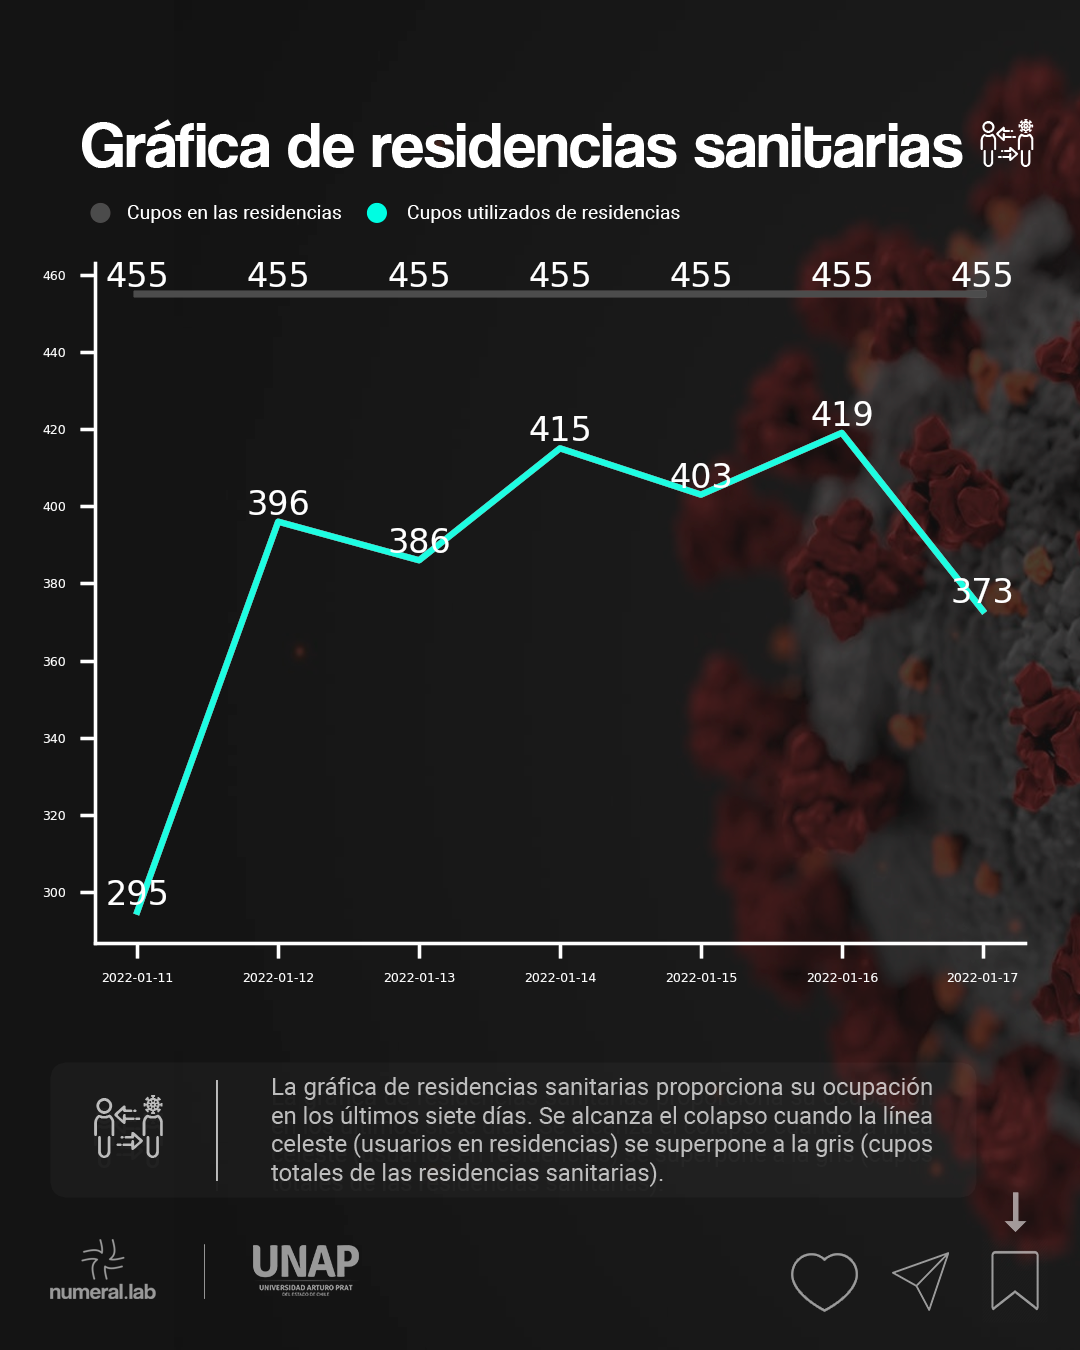 Gráfica de residencias sanitarias
Cupos en las residencias
Cupos utilizados de residencias
460
440
420
400
380
360
340
320
300
455 455 455 455 455 455 455
295 396 386 415 403 419 373
2022-01-11 2022-01-12 2022-01-13 2022-01-14 2022-01-15 2022-01-16 2022-01-17
La gráfica de residencias sanitarias proporciona su ocupación
en los últimos siete días. Se alcanza el colapso cuando la línea
celeste (usuarios en residencias) se superpone a la gris (cupos
totales de las residencias sanitarias).
numeral.lab
UNAP
UNIVERSIDAD ARTURO PRAT
DEL ESTADO DE CHILE